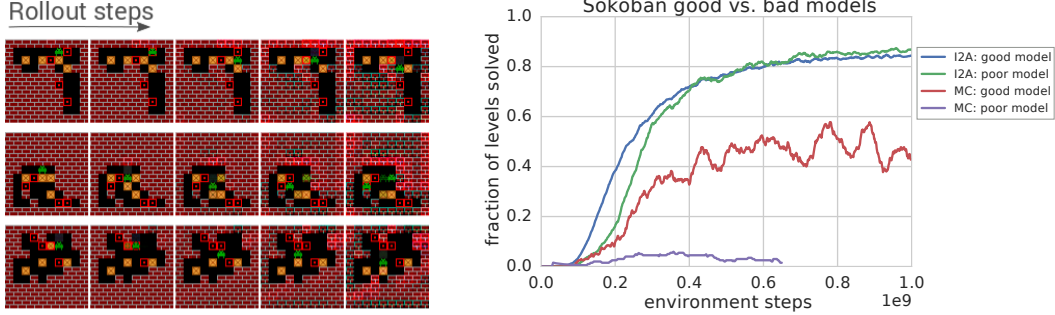 Rollout steps
Sokoban good vs. bad models
fraction of levels solved
1.0
0.8
0.6
0.4
0.2
0.0
0.0 0.2 0.4 0.6 0.8 1.0
environment steps
1e9
I2A: good model
I2A: poor model
MC: good model
MC: poor model